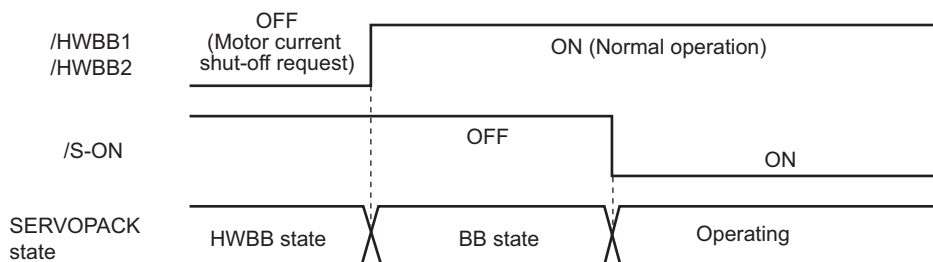 OFF
(Motor current
shut-off request)
/HWBB1
/HWBB2
ON (Normal operation)
/S-ON
OFF
ON
SERVOPACK
state
HWBB state
BB state
Operating